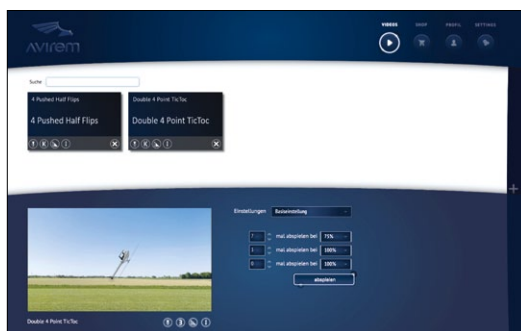 AVIREM
VIDEOS SHOP PROFIL SETTINGS
Suche
4 Pushed Half Flips
4 Pushed Half Flips
Double 4 Point TicToc
Double 4 Point TicToc
Einstellungen Basiseinstellung
mal abspielen bei 75%
mal abspielen bei 100%
0 mal abspielen bei 100%
abspielen
Double 4 Point TicToc